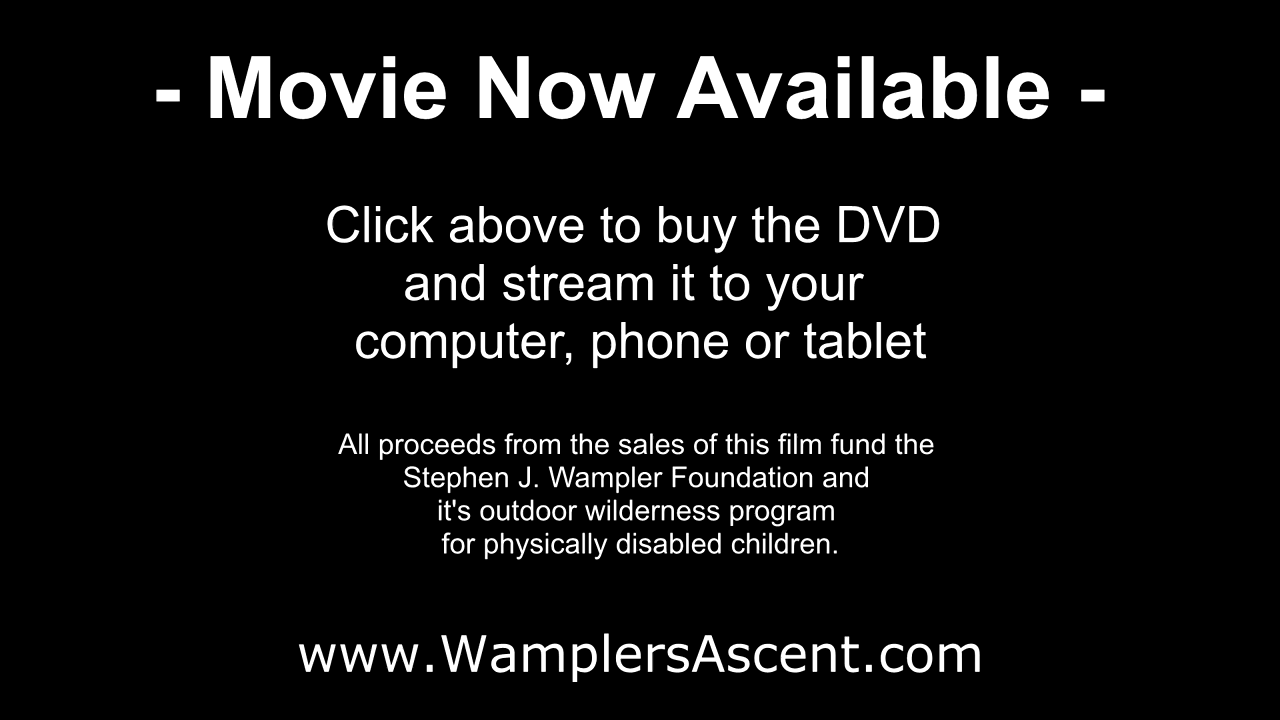 - Movie Now Available -
Click above to buy the DVD
and stream it to your
computer, phone or tablet
All proceeds from the sales of this film fund the
Stephen J. Wampler Foundation and
it's outdoor wilderness program
for physically disabled children.
www.WamplersAscent.com